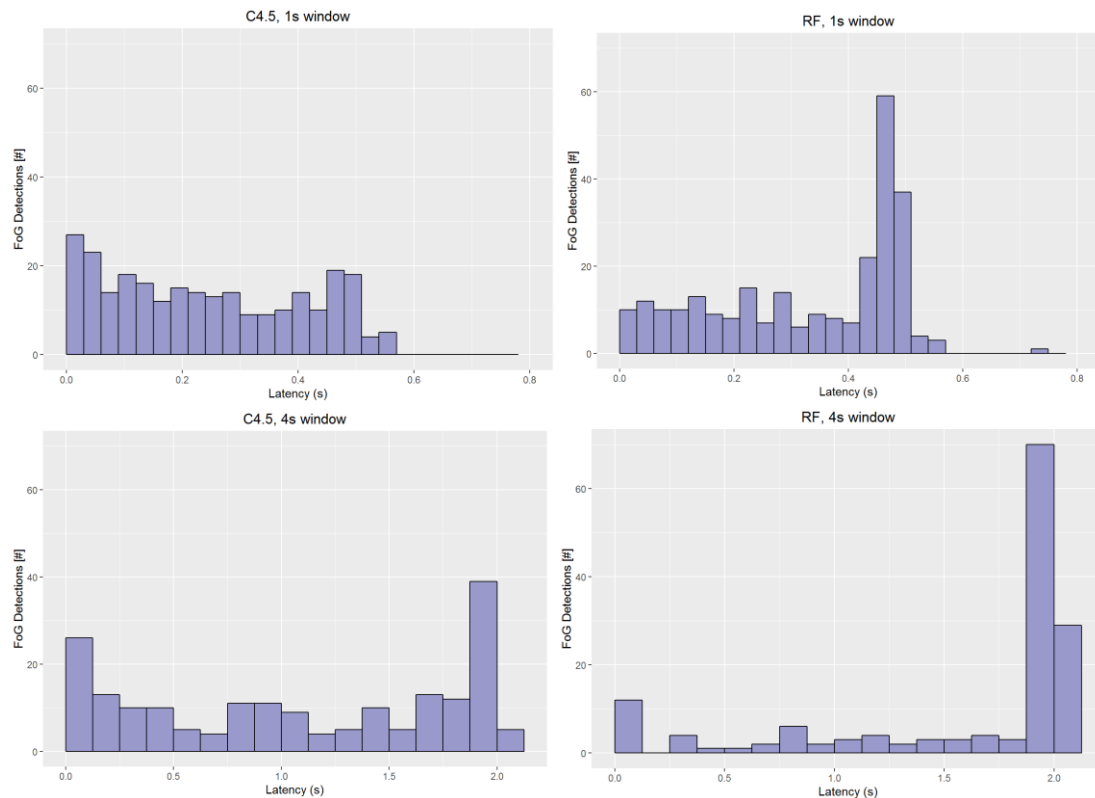 C4.5, 1s window
FoG Detections [#]
60
40
20
0
0.0 0.2 0.4 0.6 0.8
Latency (s)
RF, 1s window
FoG Detections [#]
60
40
20
0
0.0 0.2 0.4 0.6 0.8
Latency (s)
C4.5, 4s window
FoG Detections [#]
60
40
20
0
0.0 0.5 1.0 1.5 2.0
Latency (s)
RF, 4s window
FoG Detections [#]
60
40
20
0
0.0 0.5 1.0 1.5 2.0
Latency (s)